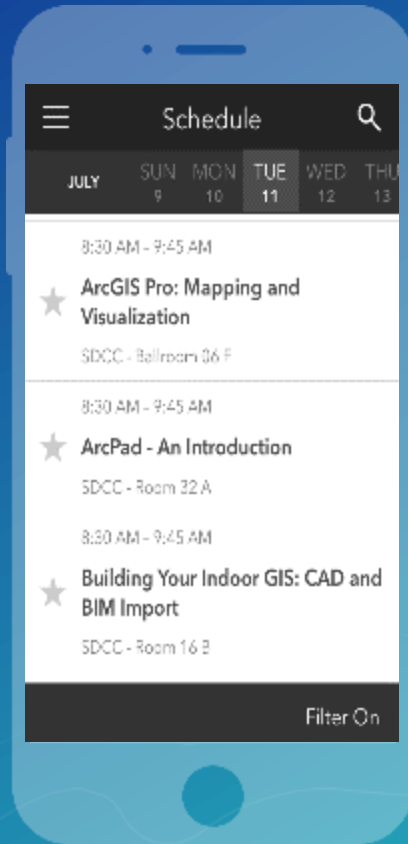 Schedule
JULY
SUN MON TUE WED THU
9 10 11 12 13
8:30 AM - 9:45 AM
ArcGIS Pro: Mapping and
Visualization
SDCC - Ballroom 06 F
8:30 AM - 9:45 AM
ArcPad - An Introduction
SDCC - Room 32 A
8:30 AM - 9:45 AM
Building Your Indoor GIS: CAD and
BIM Import
SDCC - Room 16 B
Filter On